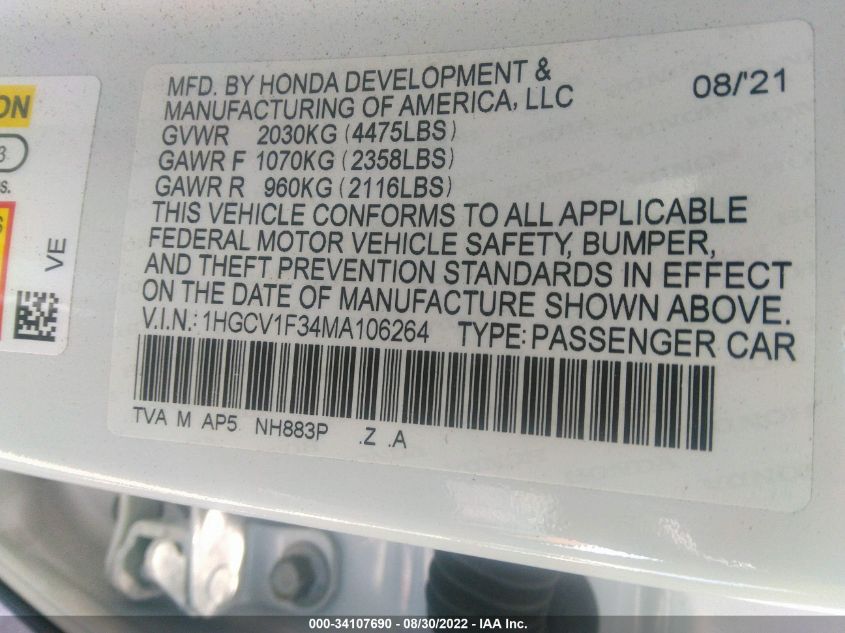 ON
3
S.
S
VE
MFD. BY HONDA DEVELOPMENT &
MANUFACTURING OF AMERICA, LLC
08/'21
GVWR 2030KG (4475LBS)
GAWR F 1070KG (2358LBS)
GAWR R 960KG (2116LBS)
THIS VEHICLE CONFORMS TO ALL APPLICABLE
FEDERAL MOTOR VEHICLE SAFETY, BUMPER,
AND THEFT PREVENTION STANDARDS IN EFFECT
ON THE DATE OF MANUFACTURE SHOWN ABOVE.
V.I.N.: 1HGCV1F34MA106264 TYPE: PASSENGER CAR
TVA M AP5 NH883P .Z .A
000-34107690 - 08/30/2022 - IAA Inc.